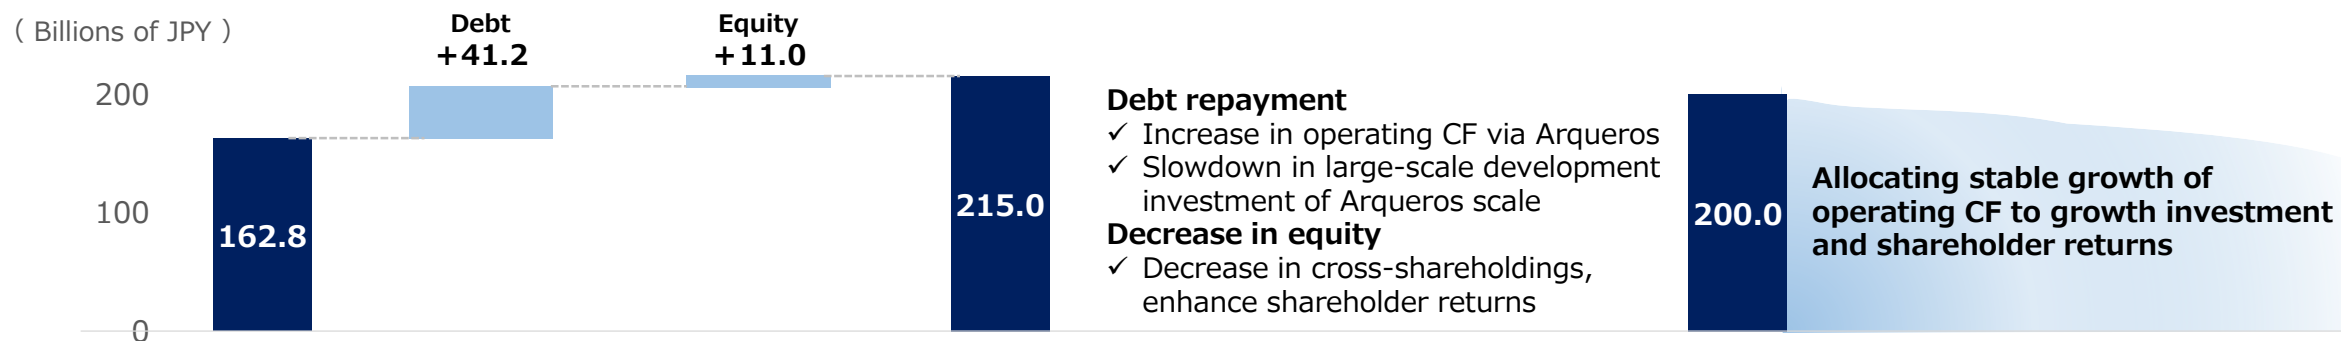 ( Billions of JPY )
Debt
+41.2
Equity
+11.0
200
100
0
162.8
215.0
Debt repayment
✓ Increase in operating CF via Arqueros
✓ Slowdown in large-scale development
investment of Arqueros scale
Decrease in equity
✓ Decrease in cross-shareholdings,
enhance shareholder returns
200.0
Allocating stable growth of
operating CF to growth investment
and shareholder returns